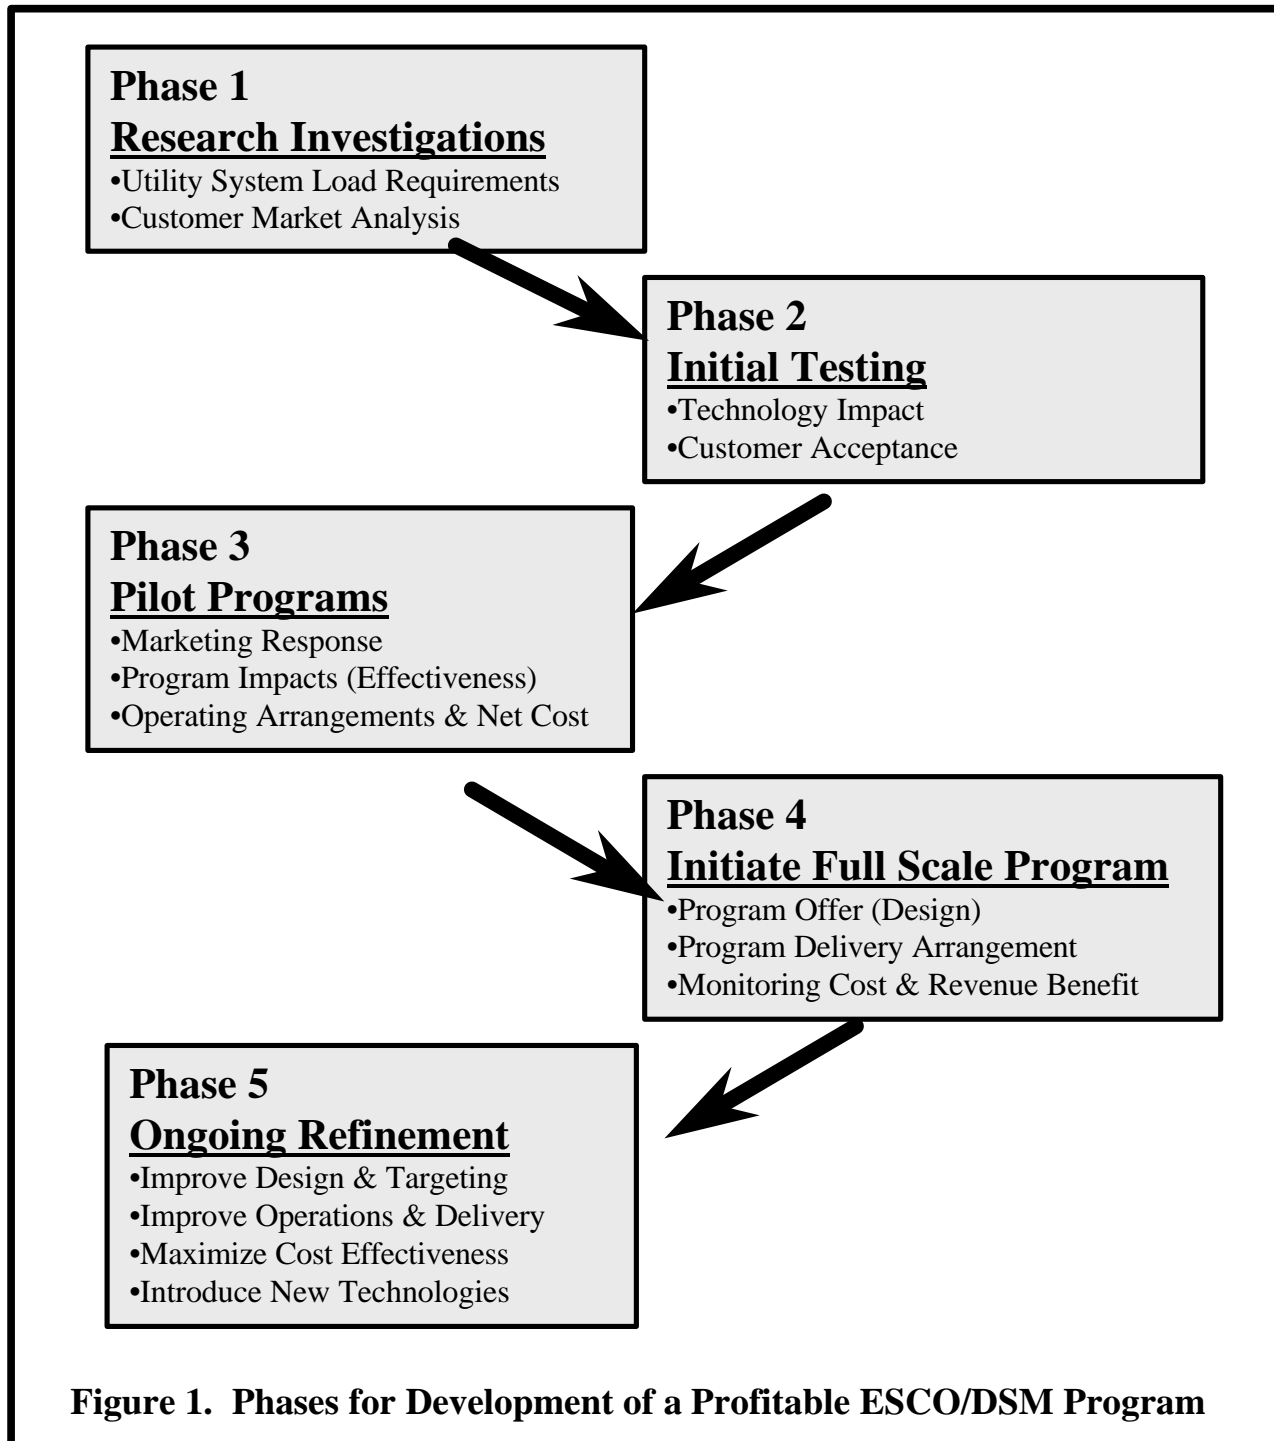 Phase 1
Research Investigations
•Utility System Load Requirements
•Customer Market Analysis
Phase 2
Initial Testing
•Technology Impact
•Customer Acceptance
Phase 3
Pilot Programs
•Marketing Response
•Program Impacts (Effectiveness)
•Operating Arrangements & Net Cost
Phase 4
Initiate Full Scale Program
•Program Offer (Design)
•Program Delivery Arrangement
•Monitoring Cost & Revenue Benefit
Phase 5
Ongoing Refinement
•Improve Design & Targeting
•Improve Operations & Delivery
•Maximize Cost Effectiveness
•Introduce New Technologies
Figure 1.  Phases for Development of a Profitable ESCO/DSM Program